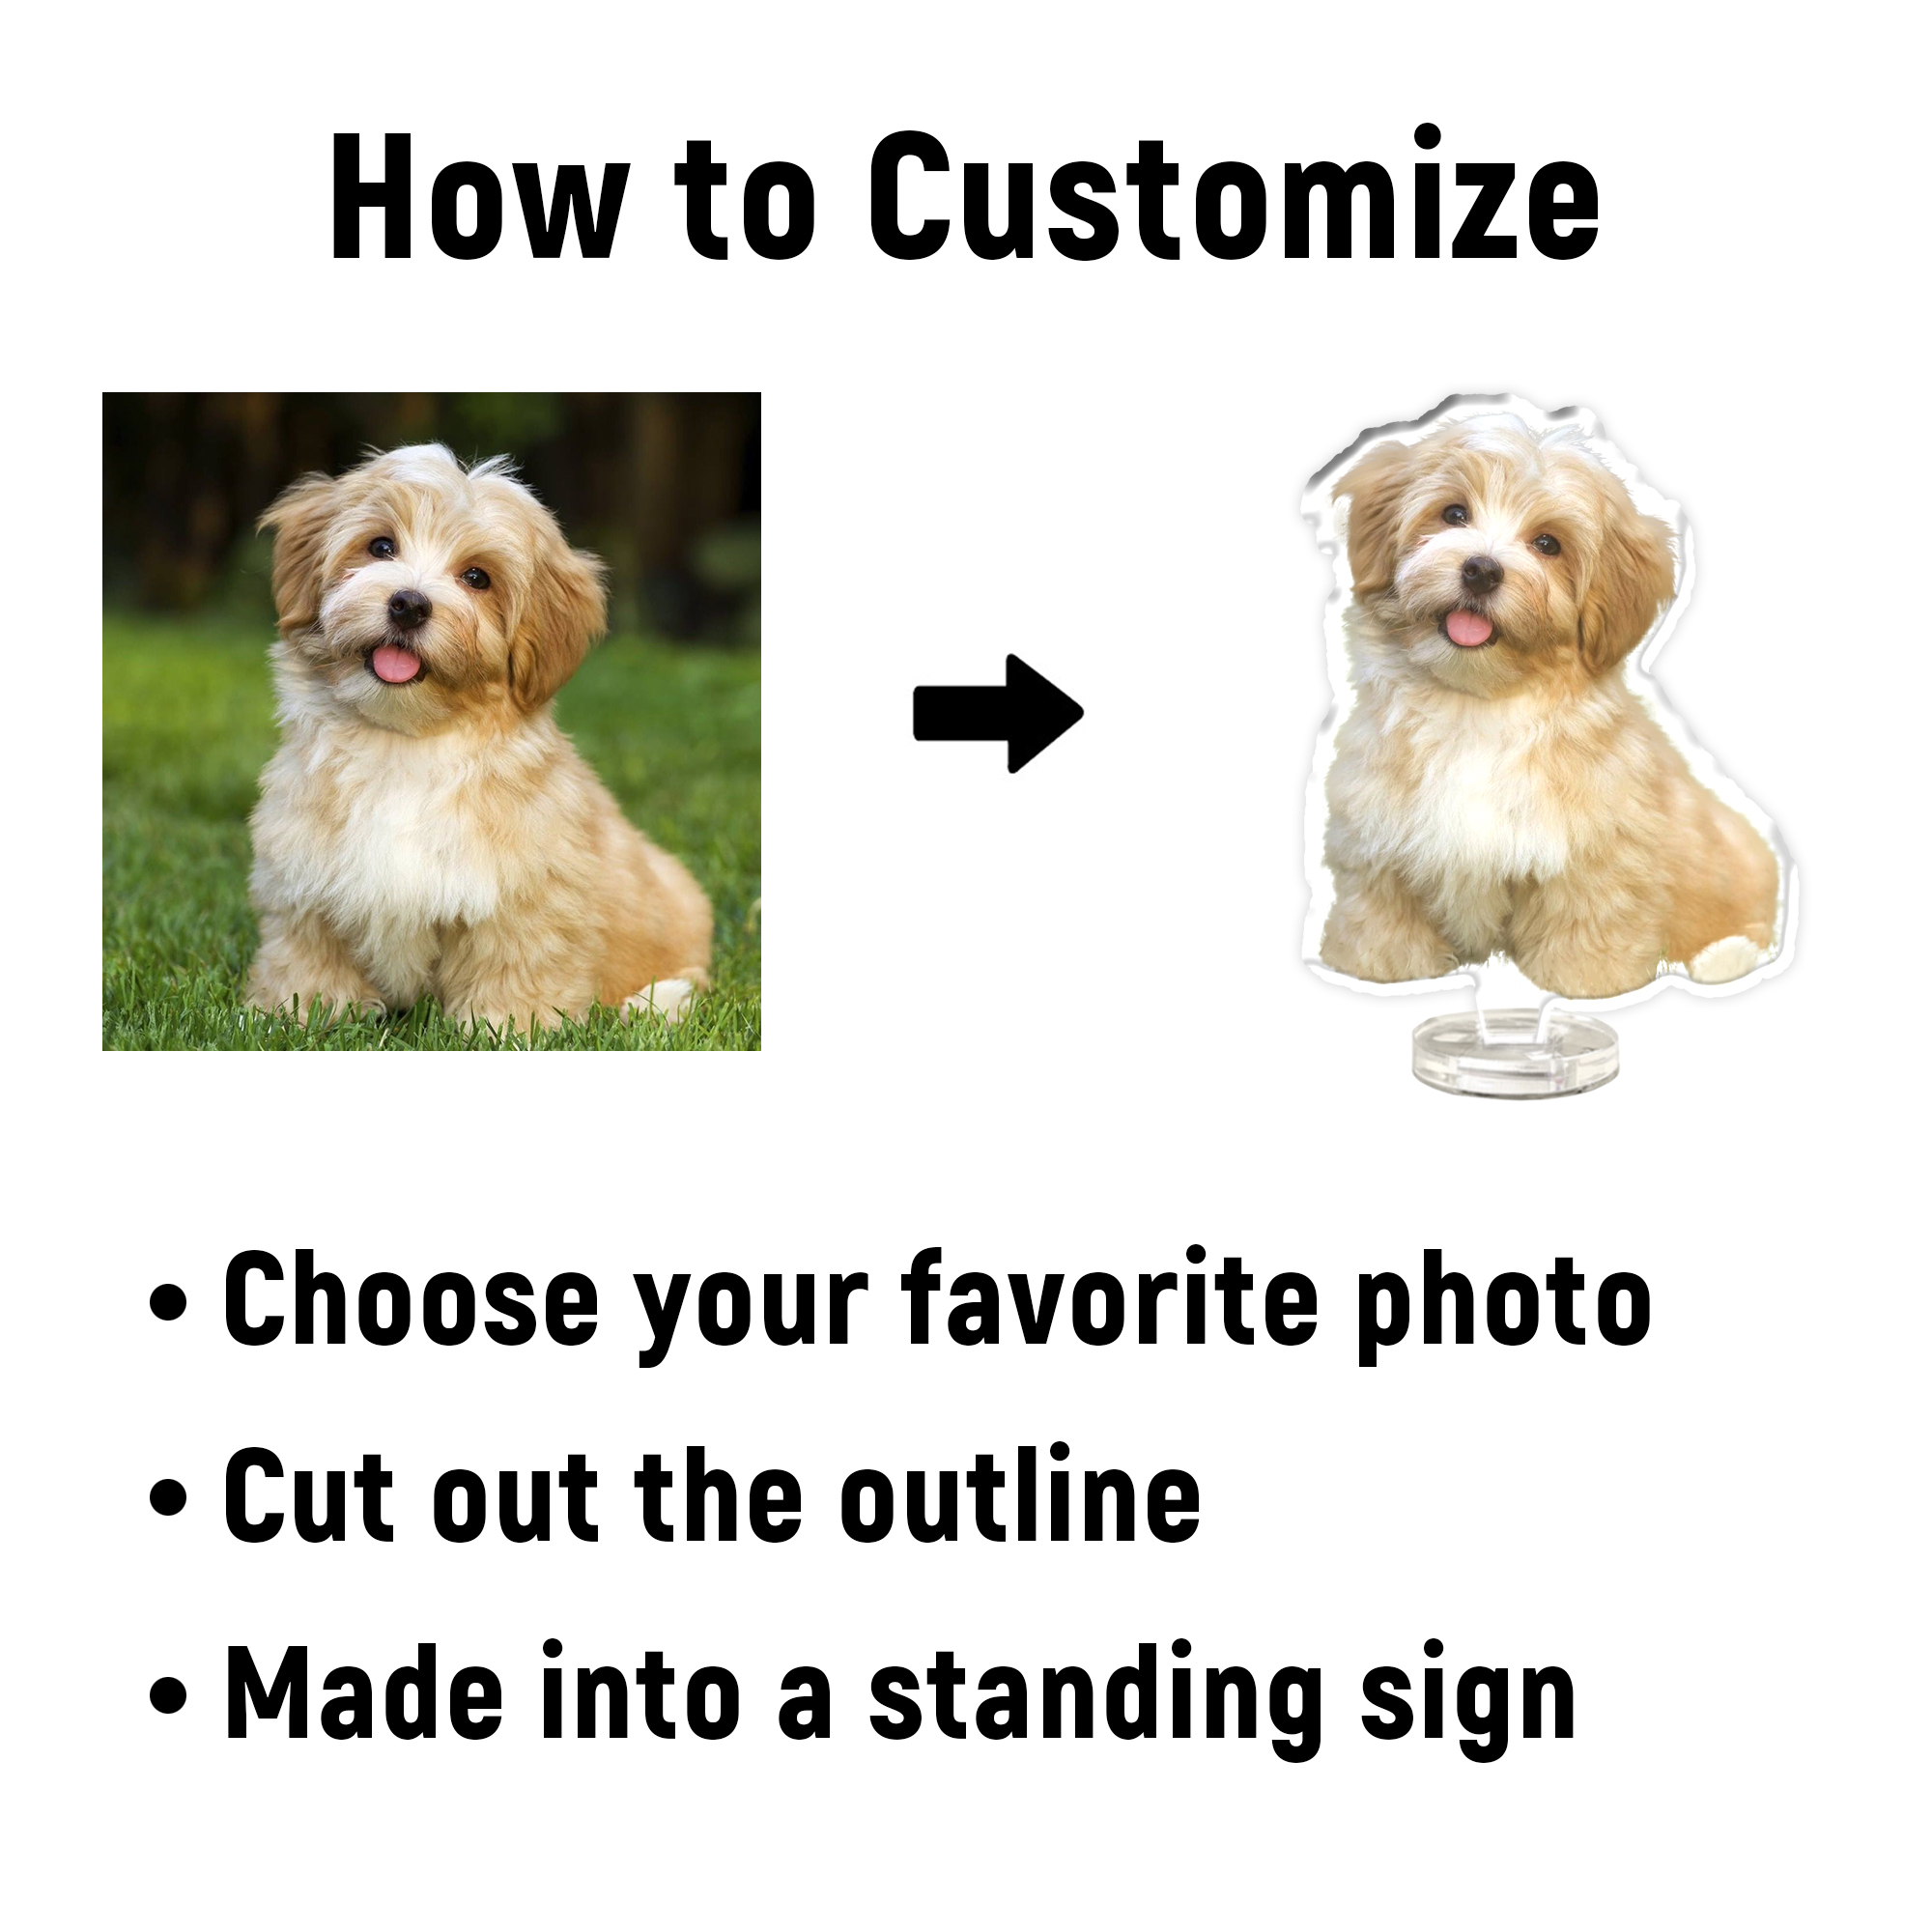 How to Customize
• Choose your favorite photo
• Cut out the outline
• Made into a standing sign